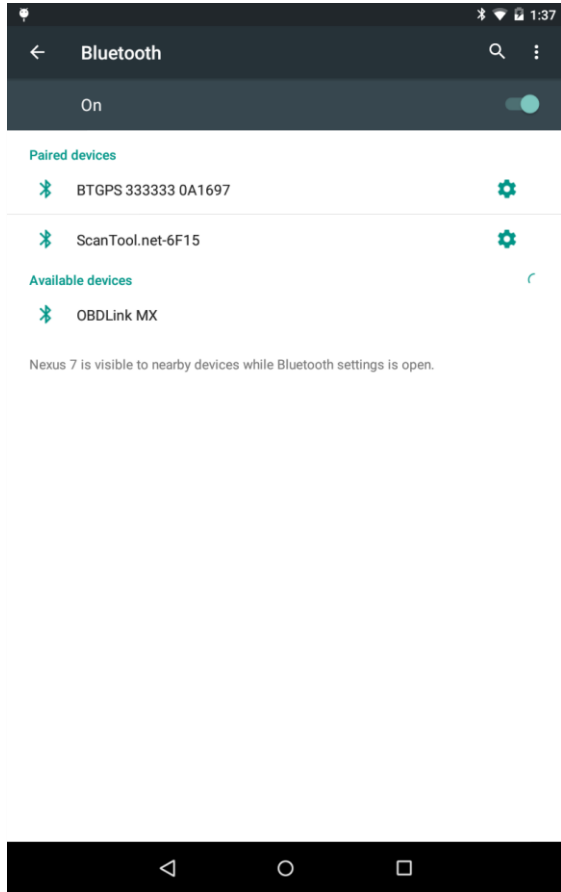 1:37
Bluetooth
On
Paired devices
BTGPS 333333 0A1697
ScanTool.net-6F15
Available devices
OBDLink MX
Nexus 7 is visible to nearby devices while Bluetooth settings is open.